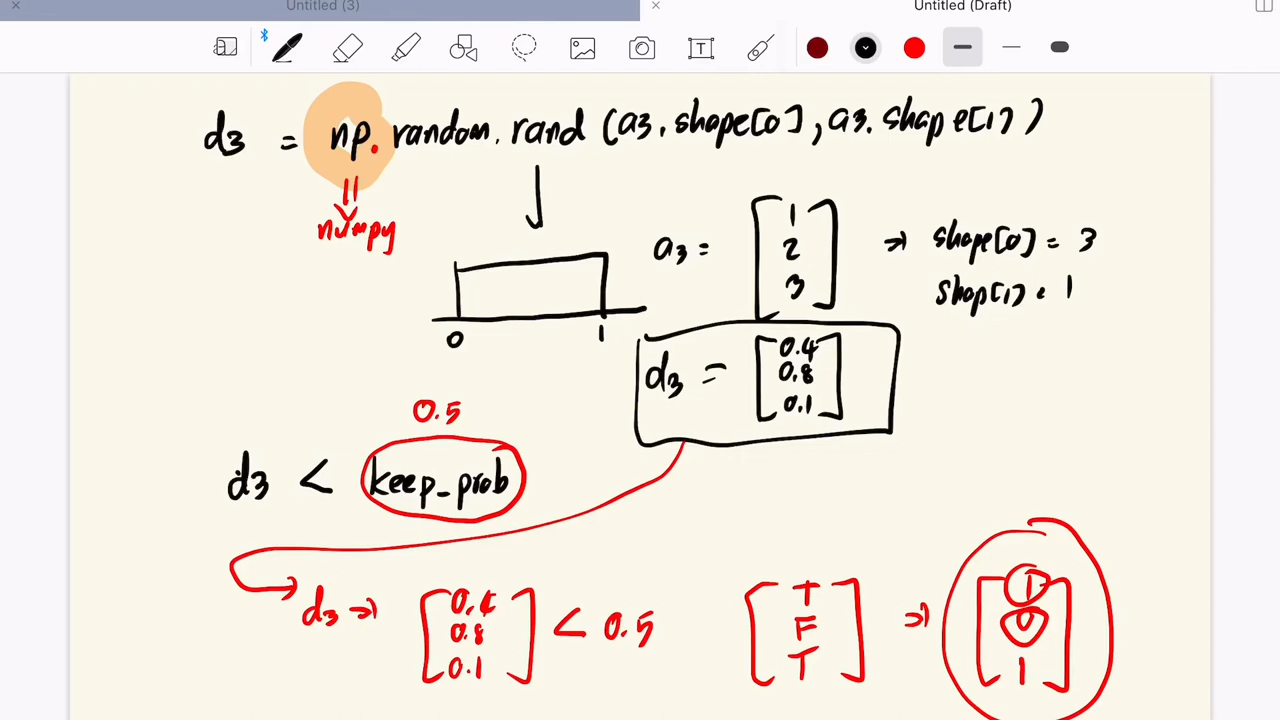 Untitled (3)
Untitled (Draft)
T
d3 = np.random.rand (a3.shape[0], a3.shape[1])
numpy
a3 = [1 2 3] ⇒ shape[0] = 3
shap[1] = 1
0 1
d3 = [0.4 0.8 0.1]
0.5
d3 < keep_prob
d3 ⇒ [0.4 0.8 0.1] < 0.5 [T F T] ⇒ [1 0 1]